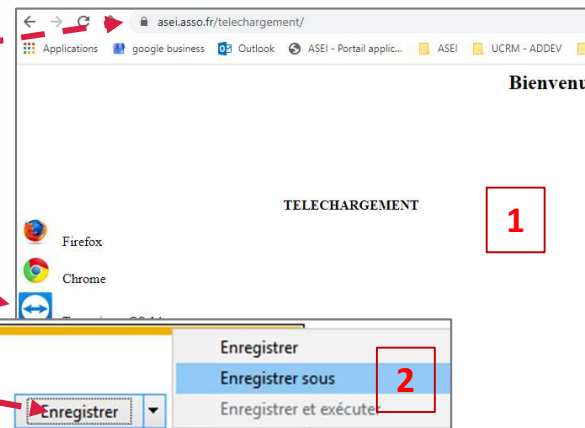 asei.asso.fr/telechargement/
Applications google business Outlook ASEI - Portail applic... ASEI UCRM - ADDEV
Bienvenu
TELECHARGEMENT
1
Firefox
Chrome
Enregistrer
Enregistrer sous
2
Enregistrer Enregistrer et exécuter